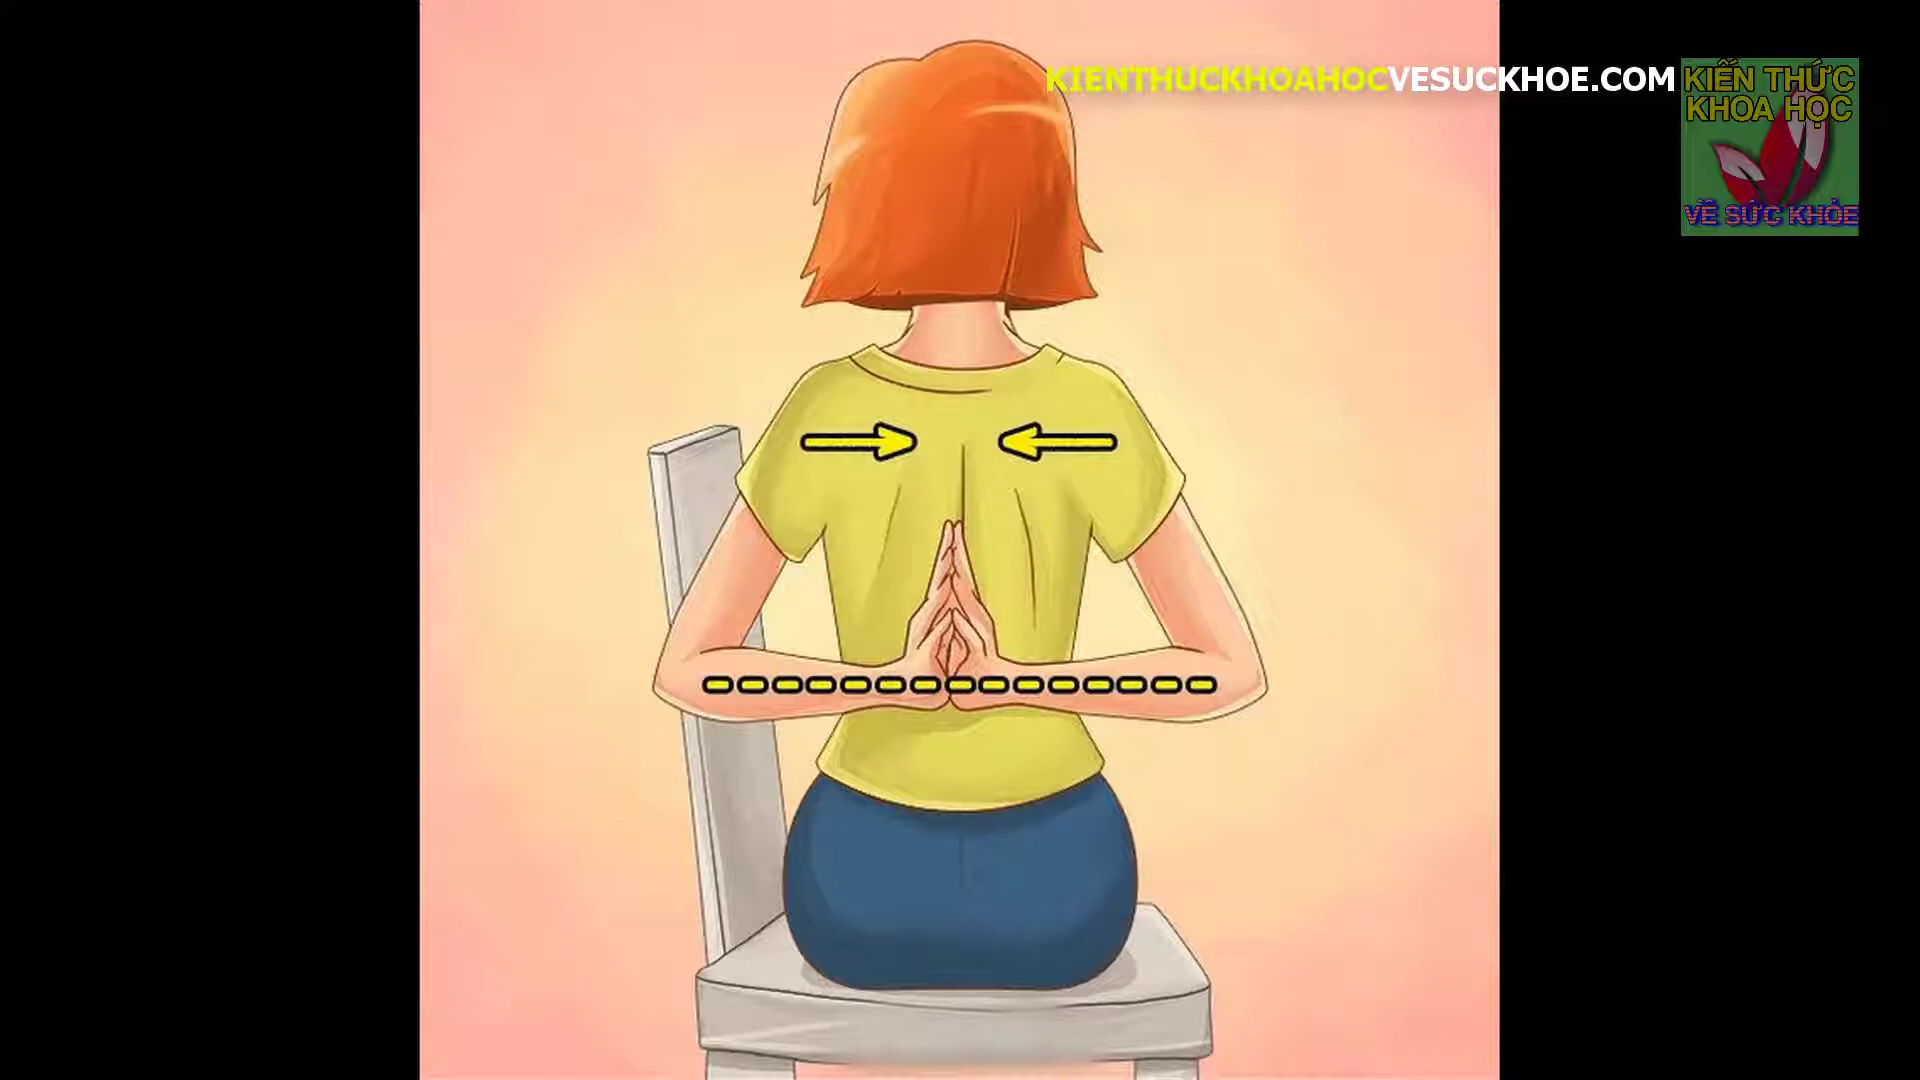 KIENTHUCKHOAHOCVESUCKHOE.COM
KIẾN THỨC
KHOA HỌC
VỀ SỨC KHỎE